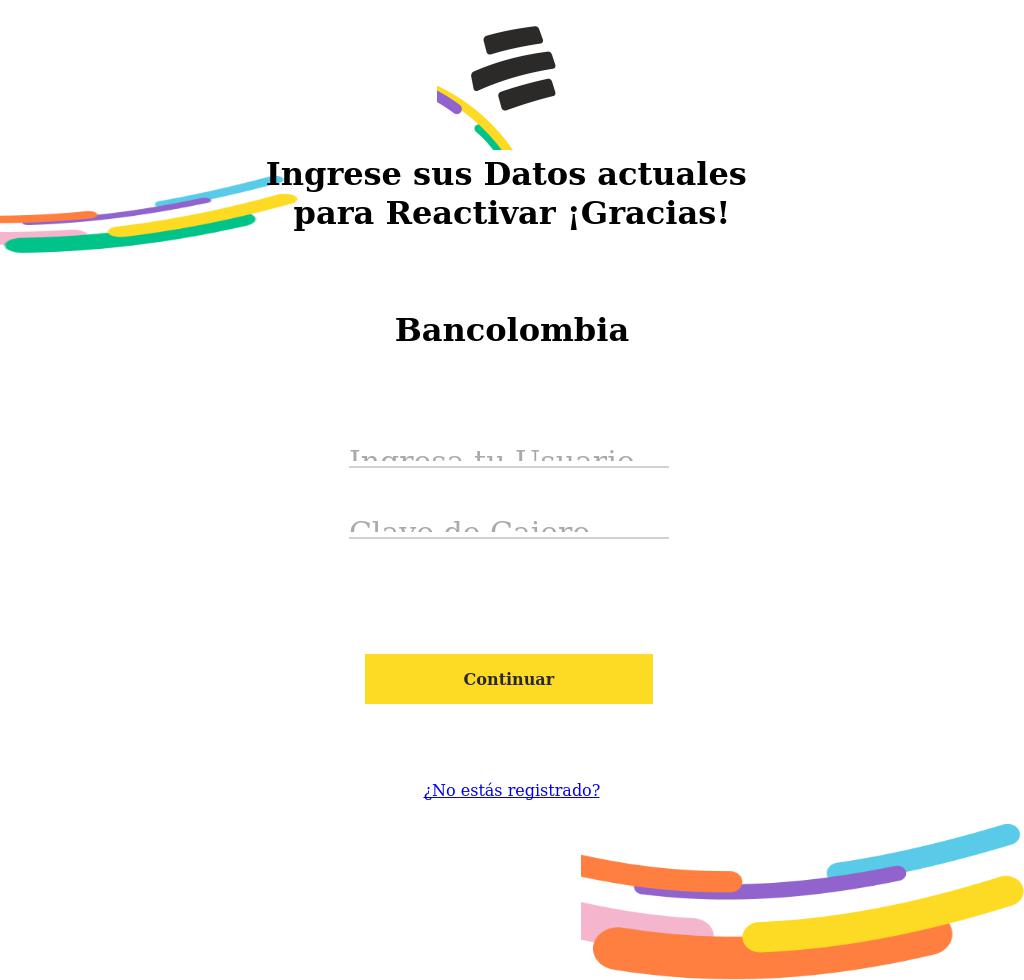 Ingrese sus Datos actuales
para Reactivar ¡Gracias!
Bancolombia
Ingresa tu Usuario
Clave de Cajero
Continuar
¿No estás registrado?